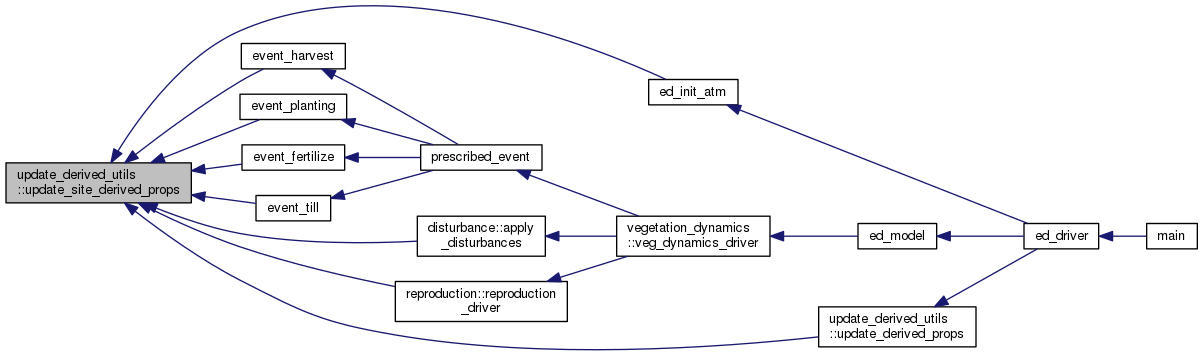 update_derived_utils
::update_site_derived_props
event_harvest
event_planting
event_fertilize
event_till
prescribed_event
disturbance::apply
_disturbances
reproduction::reproduction
_driver
ed_init_atm
vegetation_dynamics
::veg_dynamics_driver
ed_model
update_derived_utils
::update_derived_props
ed_driver
main